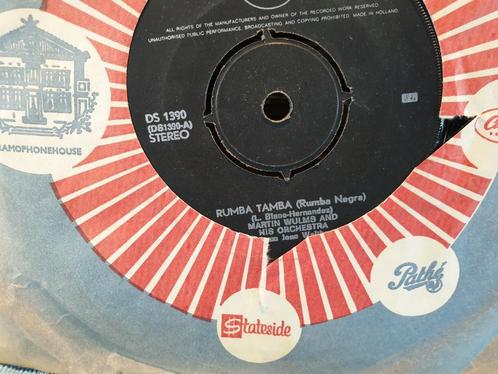 ALL RIGHTS OF THE MANUFACTURERS AND OWNER OF THE RECORDED WORK RESERVED.
UNAUTHORISED PUBLIC PERFORMANCE, BROADCASTING AND COPYING PROHIBITED. MADE IN HOLLAND.
DS 1390
(DB1390-A)
STEREO
RUMBA TAMBA (Rumba Negra)
(L. Blano-Hernandez)
MARTIN WULMS AND
HIS ORCHESTRA
AMOPHONEHOUSE
Stateside
Pathé